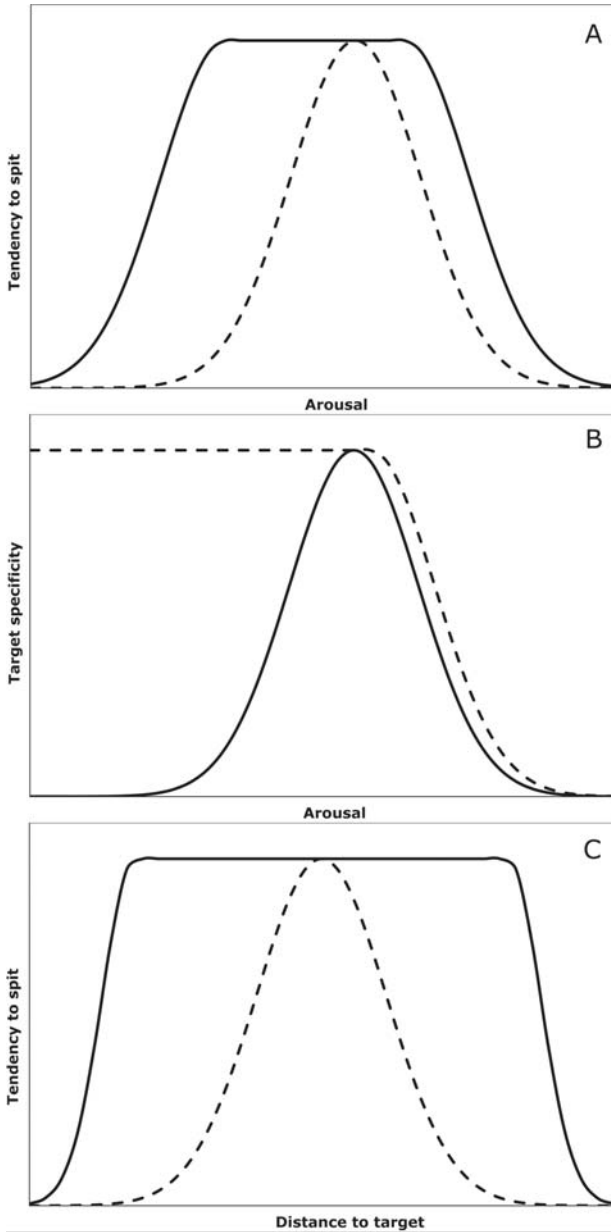 A
Tendency to spit
Arousal
B
Target specificity
Arousal
C
Tendency to spit
Distance to target